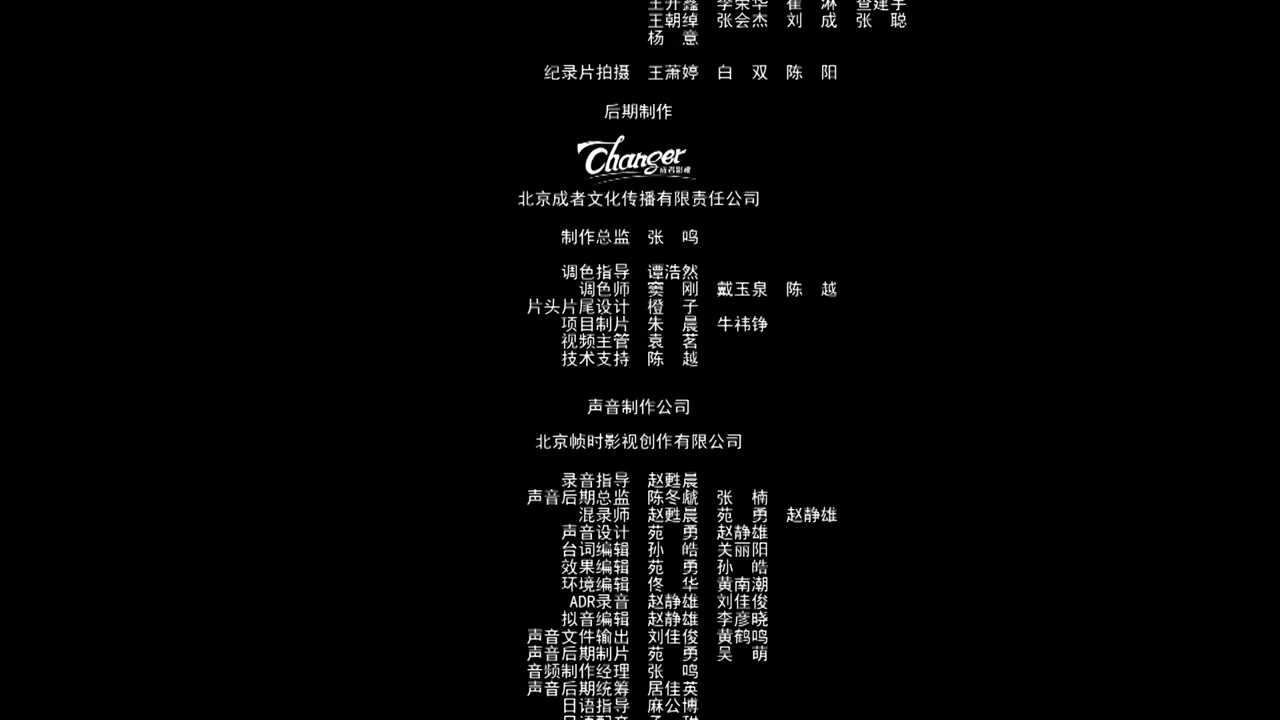 王朝绰 张会杰 刘 成 张 聪
杨 意
纪录片拍摄 王萧婷 白 双 陈 阳
后期制作
Changer
成者影视
北京成者文化传播有限责任公司
制作总监 张 鸣
调色指导 谭浩然
调色师 窦 刚 戴玉泉 陈 越
片头片尾设计 橙 子
项目制片 朱 晨 牛祎铮
视频主管 袁 茗
技术支持 陈 越
声音制作公司
北京帧时影视创作有限公司
录音指导 赵甦晨
声音后期总监 陈冬虣 张 楠
混录师 赵甦晨 苑 勇 赵静雄
声音设计 苑 勇 赵静雄
台词编辑 孙 皓 关丽阳
效果编辑 苑 勇 孙 皓
环境编辑 佟 华 黄南潮
ADR录音 赵静雄 刘佳俊
拟音编辑 赵静雄 李彦晓
声音文件输出 刘佳俊 黄鹤鸣
声音后期制片 苑 勇 吴 萌
音频制作经理 张 鸣
声音后期统筹 居佳英
日语指导 麻公博